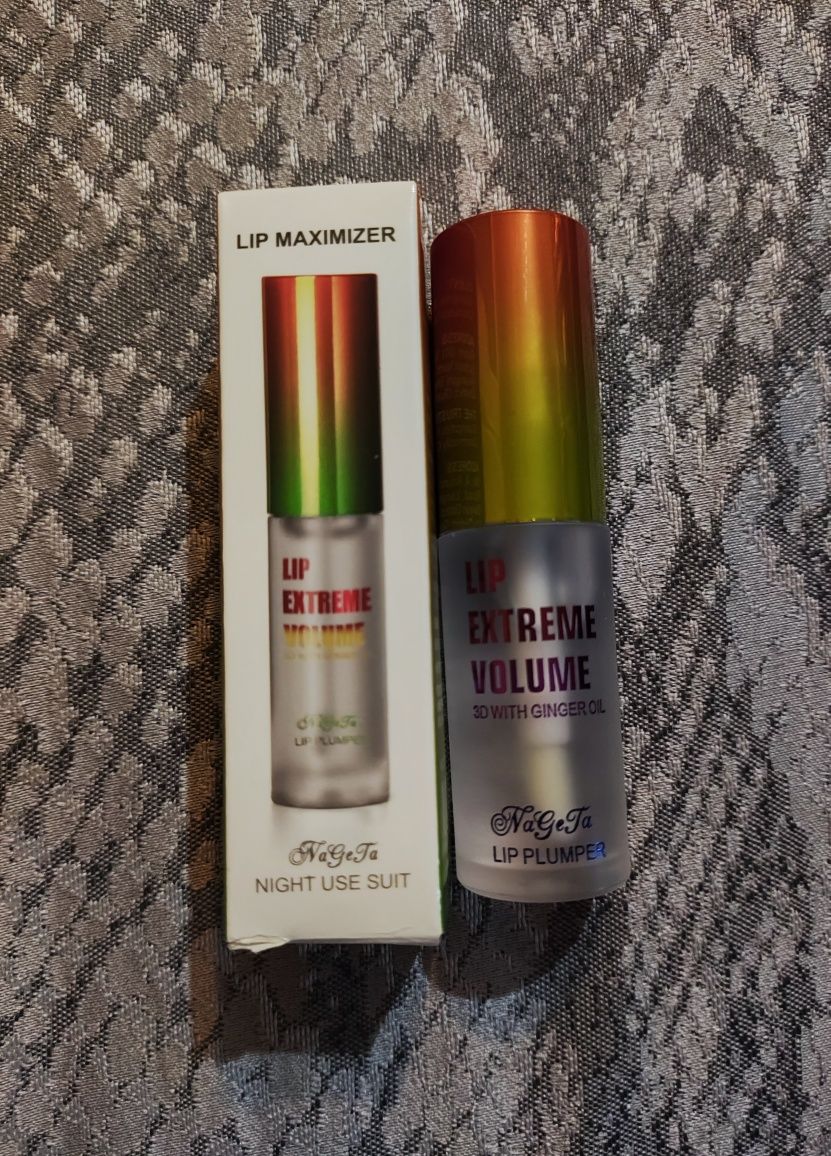 LIP MAXIMIZER
LIP
EXTREME
VOLUME
NaGeTa
LIP PLUMPER
NaGeTa
NIGHT USE SUIT
LIP
EXTREME
VOLUME
3D WITH GINGER OIL
NaGeTa
LIP PLUMPER